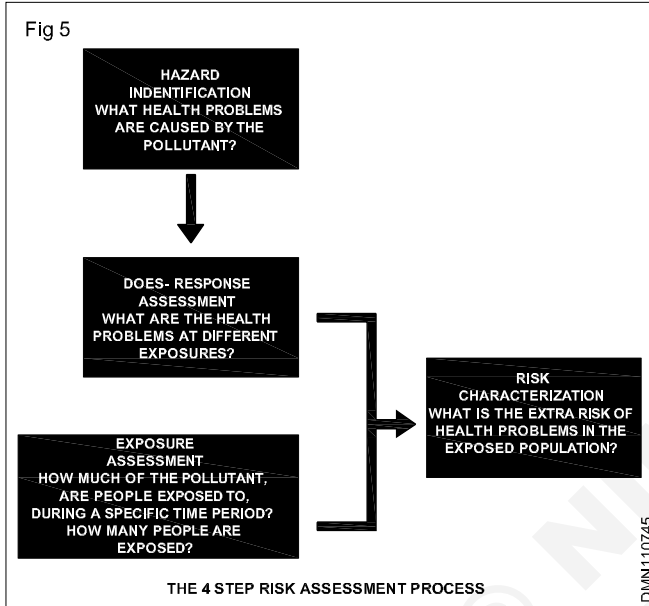 Fig 5
HAZARD
INDENTIFICATION
WHAT HEALTH PROBLEMS
ARE CAUSED BY THE
POLLUTANT?
DOES- RESPONSE
ASSESSMENT
WHAT ARE THE HEALTH
PROBLEMS AT DIFFERENT
EXPOSURES?
EXPOSURE
ASSESSMENT
HOW MUCH OF THE POLLUTANT,
ARE PEOPLE EXPOSED TO,
DURING A SPECIFIC TIME PERIOD?
HOW MANY PEOPLE ARE
EXPOSED?
RISK
CHARACTERIZATION
WHAT IS THE EXTRA RISK OF
HEALTH PROBLEMS IN THE
EXPOSED POPULATION?
THE 4 STEP RISK ASSESSMENT PROCESS
DMN110745